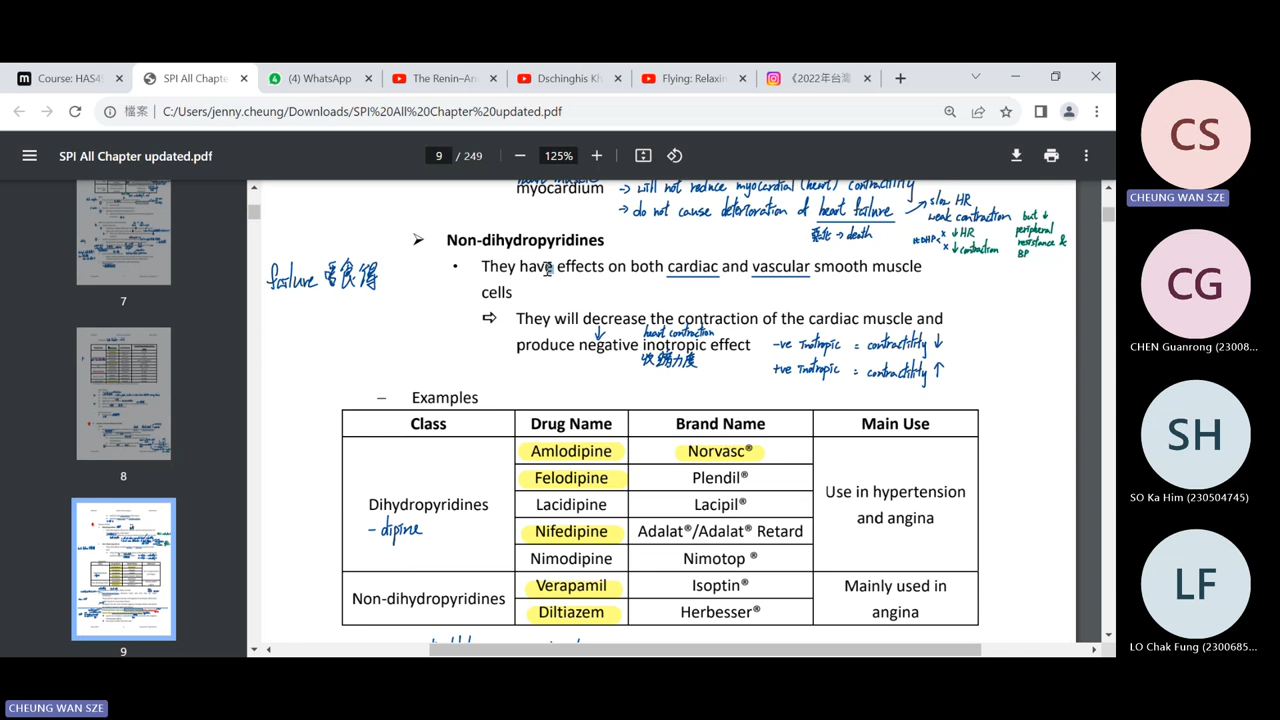 Course: HAS4
SPI All Chapte
(4) WhatsApp
The Renin–An
Dschinghis Kh
Flying: Relaxin
《2022年台灣
檔案
C:/Users/jenny.cheung/Downloads/SPI%20All%20Chapter%20updated.pdf
SPI All Chapter updated.pdf
9 / 249
125%
7
8
9
myocardium → will not reduce myocardial (heart) contractility
→ do not cause deterioration of heart failure
惡化 → death
slow HR
weak contraction
↓ HR
↓ contraction
but ↓
peripheral
resistance &
BP
➤ Non-dihydropyridines
failure 唔食得
• They have effects on both cardiac and vascular smooth muscle
cells
⇨ They will decrease the contraction of the cardiac muscle and
heart contraction
produce negative inotropic effect
收縮力度
-ve Inotropic = contractility ↓
+ve Inotropic = contractility ↑
– Examples
Class Drug Name Brand Name Main Use
Dihydropyridines
- dipine
Amlodipine Norvasc®
Felodipine Plendil®
Lacidipine Lacipil®
Nifedipine Adalat®/Adalat® Retard
Nimodipine Nimotop ®
Use in hypertension
and angina
Non-dihydropyridines
Verapamil Isoptin®
Diltiazem Herbesser®
Mainly used in
angina
CS
CHEUNG WAN SZE
CG
CHEN Guanrong (23008...
SH
SO Ka Him (230504745)
LF
LO Chak Fung (2300685...
CHEUNG WAN SZE